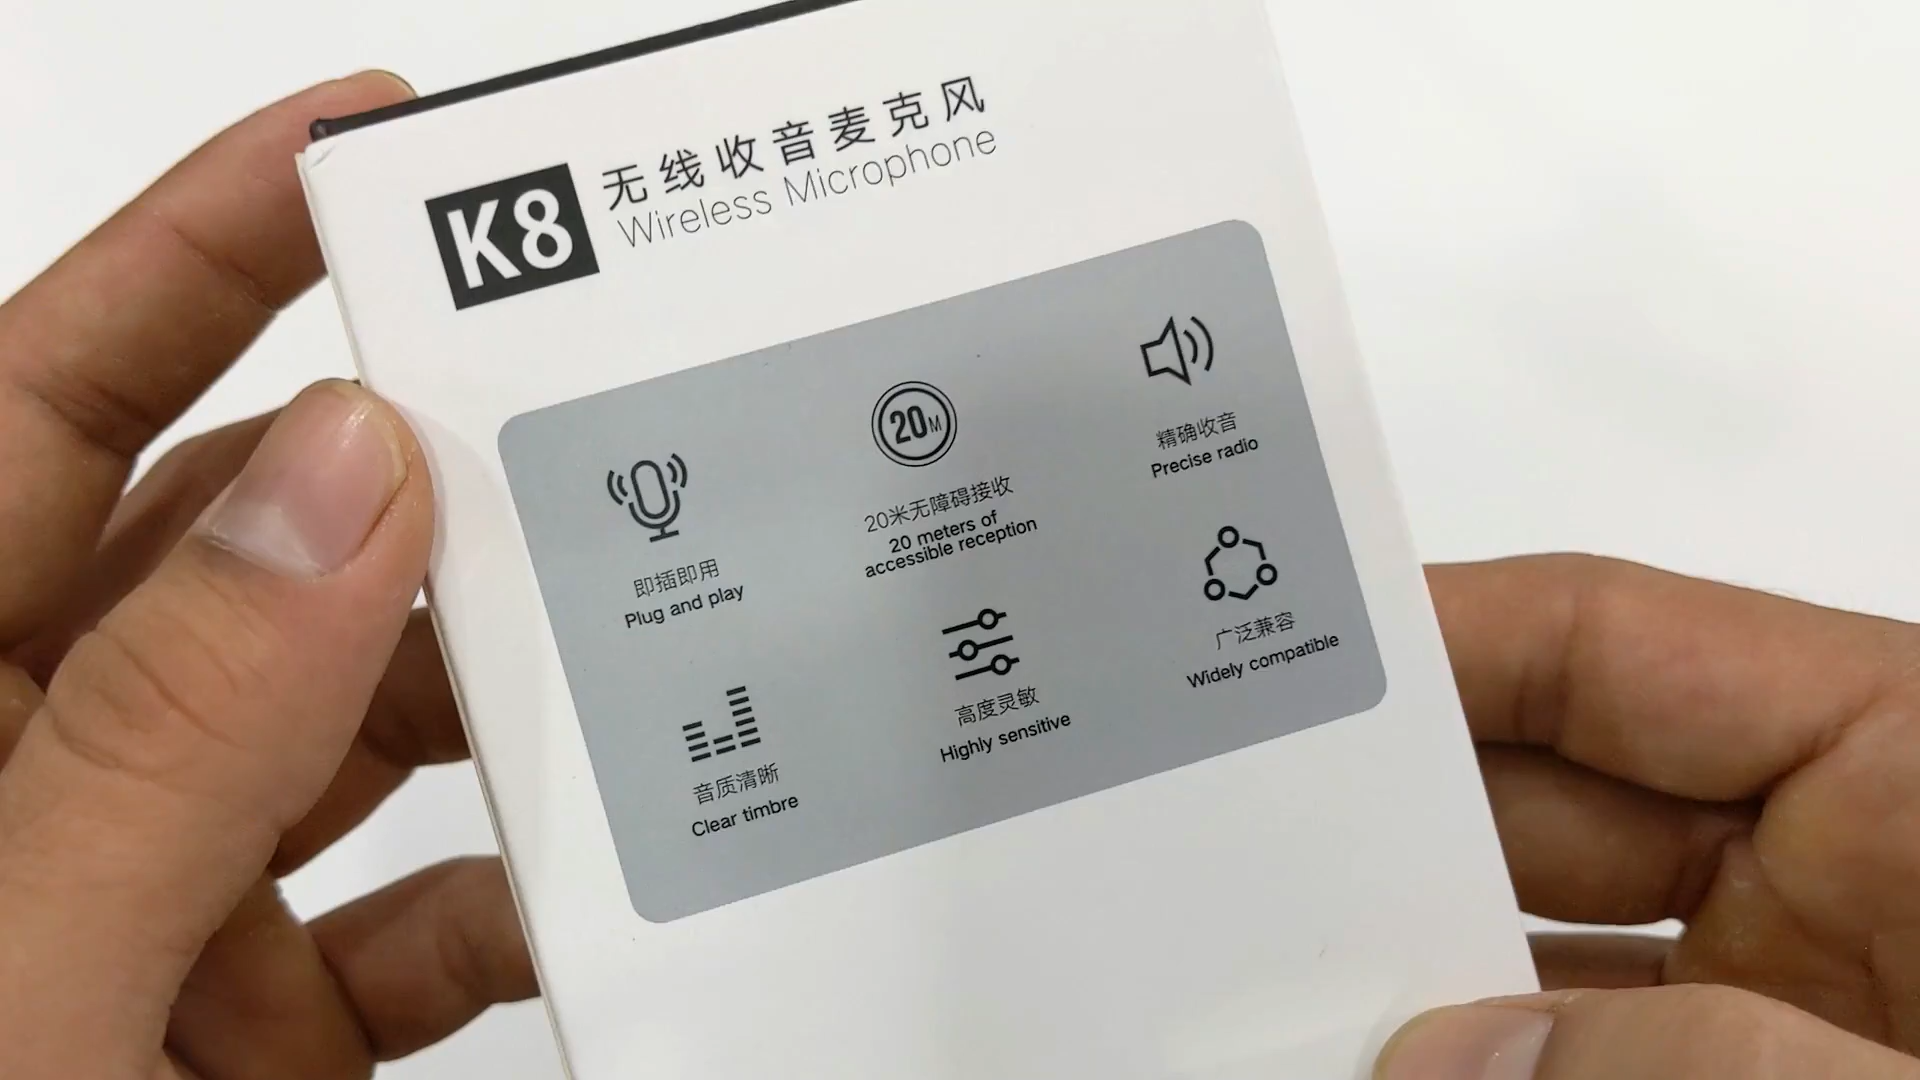 K8
无线收音麦克风
Wireless Microphone
即插即用
Plug and play
20M
20米无障碍接收
20 meters of
accessible reception
精确收音
Precise radio
音质清晰
Clear timbre
高度灵敏
Highly sensitive
广泛兼容
Widely compatible